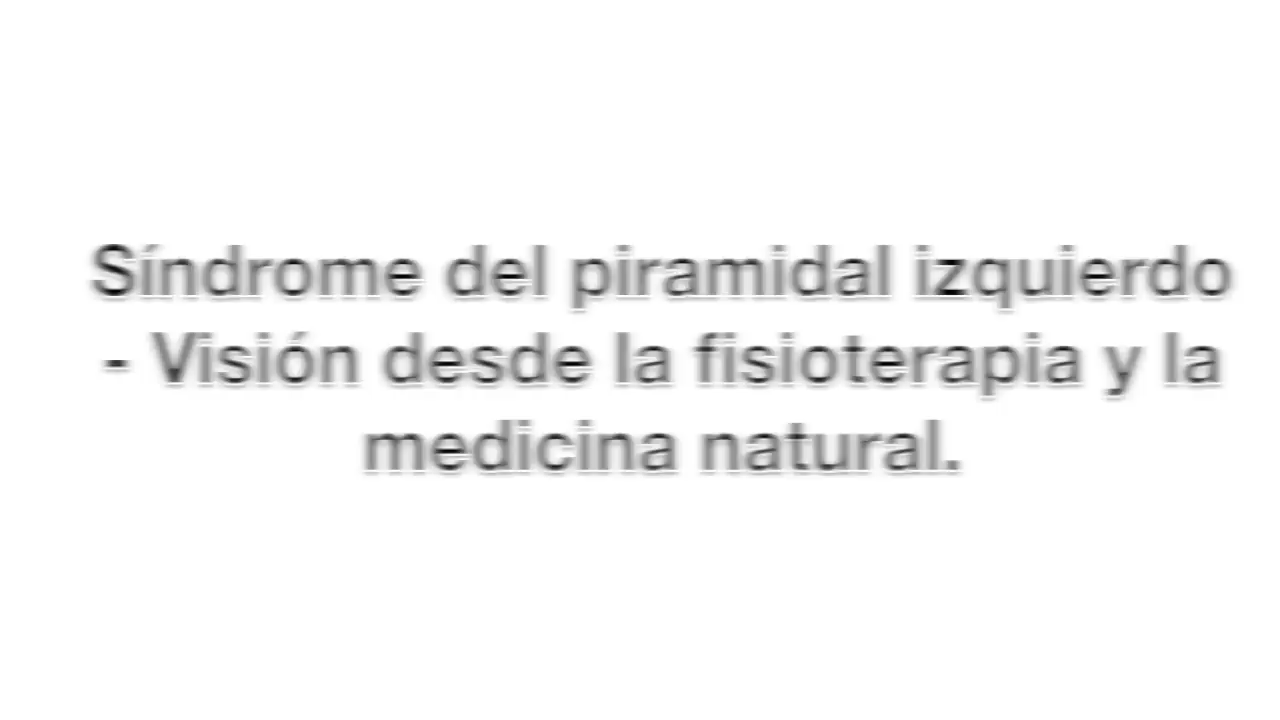 Síndrome del piramidal izquierdo
- Visión desde la fisioterapia y la
medicina natural.